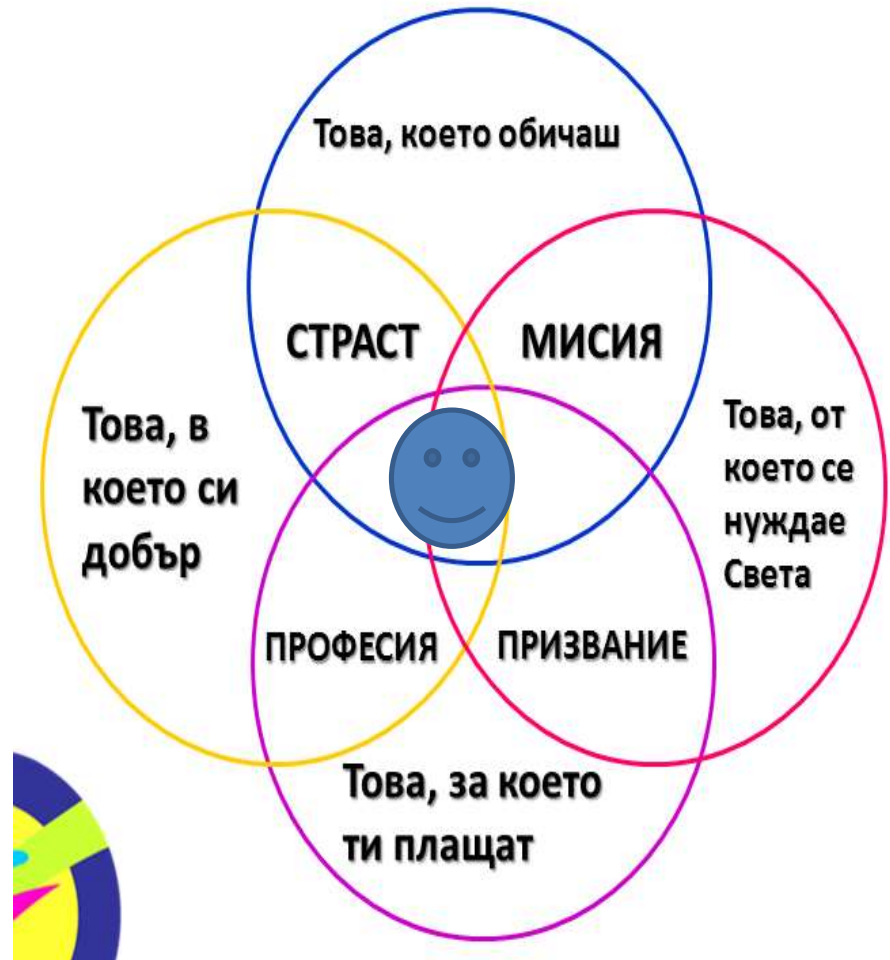 Това, което обичаш
СТРАСТ
МИСИЯ
Това, в
което си
добър
Това, от
което се
нуждае
Света
ПРОФЕСИЯ
ПРИЗВАНИЕ
Това, за което
ти плащат